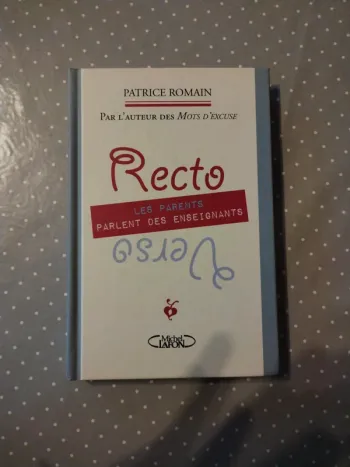 PATRICE ROMAIN
PAR L'AUTEUR DES MOTS D'EXCUSE
Recto
LES PARENTS
PARLENT DES ENSEIGNANTS
Verso
Michel
LAFON